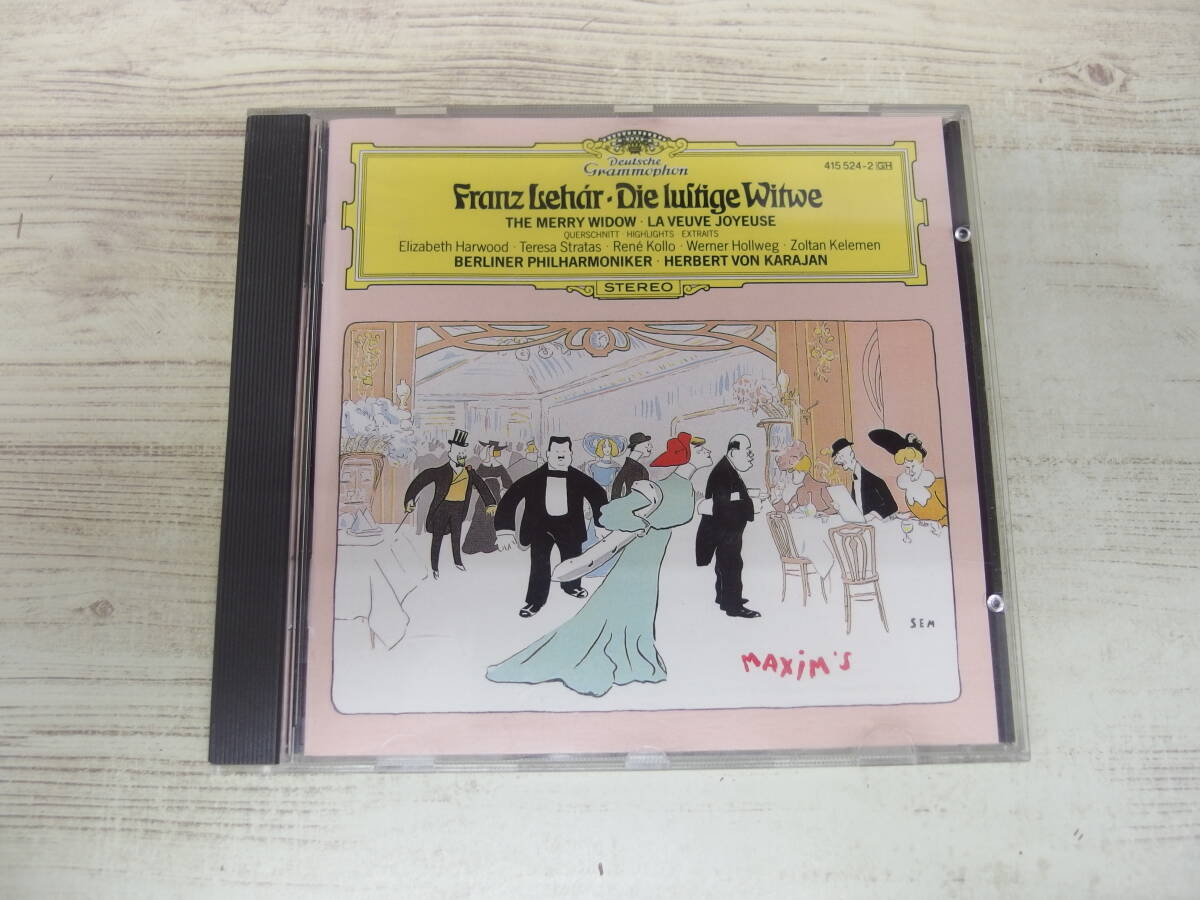 Deutsche
Grammophon
415 524-2 GH
Franz Lehár · Die lustige Witwe
THE MERRY WIDOW · LA VEUVE JOYEUSE
QUERSCHNITT · HIGHLIGHTS · EXTRAITS
Elizabeth Harwood · Teresa Stratas · René Kollo · Werner Hollweg · Zoltan Kelemen
BERLINER PHILHARMONIKER · HERBERT VON KARAJAN
STEREO
SEM
MAXIM'S